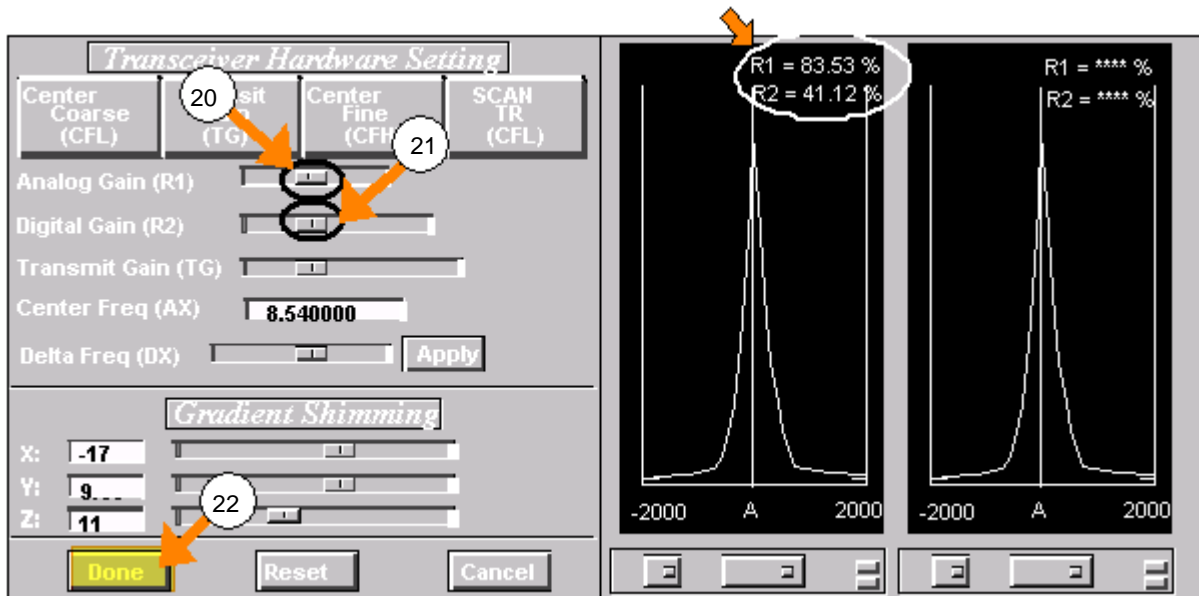 Transceiver Hardware Setting
Center Coarse (CFL)
20
(TG)
Center Fine
SCAN TR (CFL)
21
Analog Gain (R1)
Digital Gain (R2)
Transmit Gain (TG)
Center Freq (AX) 8.540000
Delta Freq (DX) Apply
Gradient Shimming
X: -17
Y: 9...
Z: 11
22
Done Reset Cancel
R1 = 83.53 %
R2 = 41.12 %
-2000 A 2000
R1 = **** %
R2 = **** %
-2000 A 2000